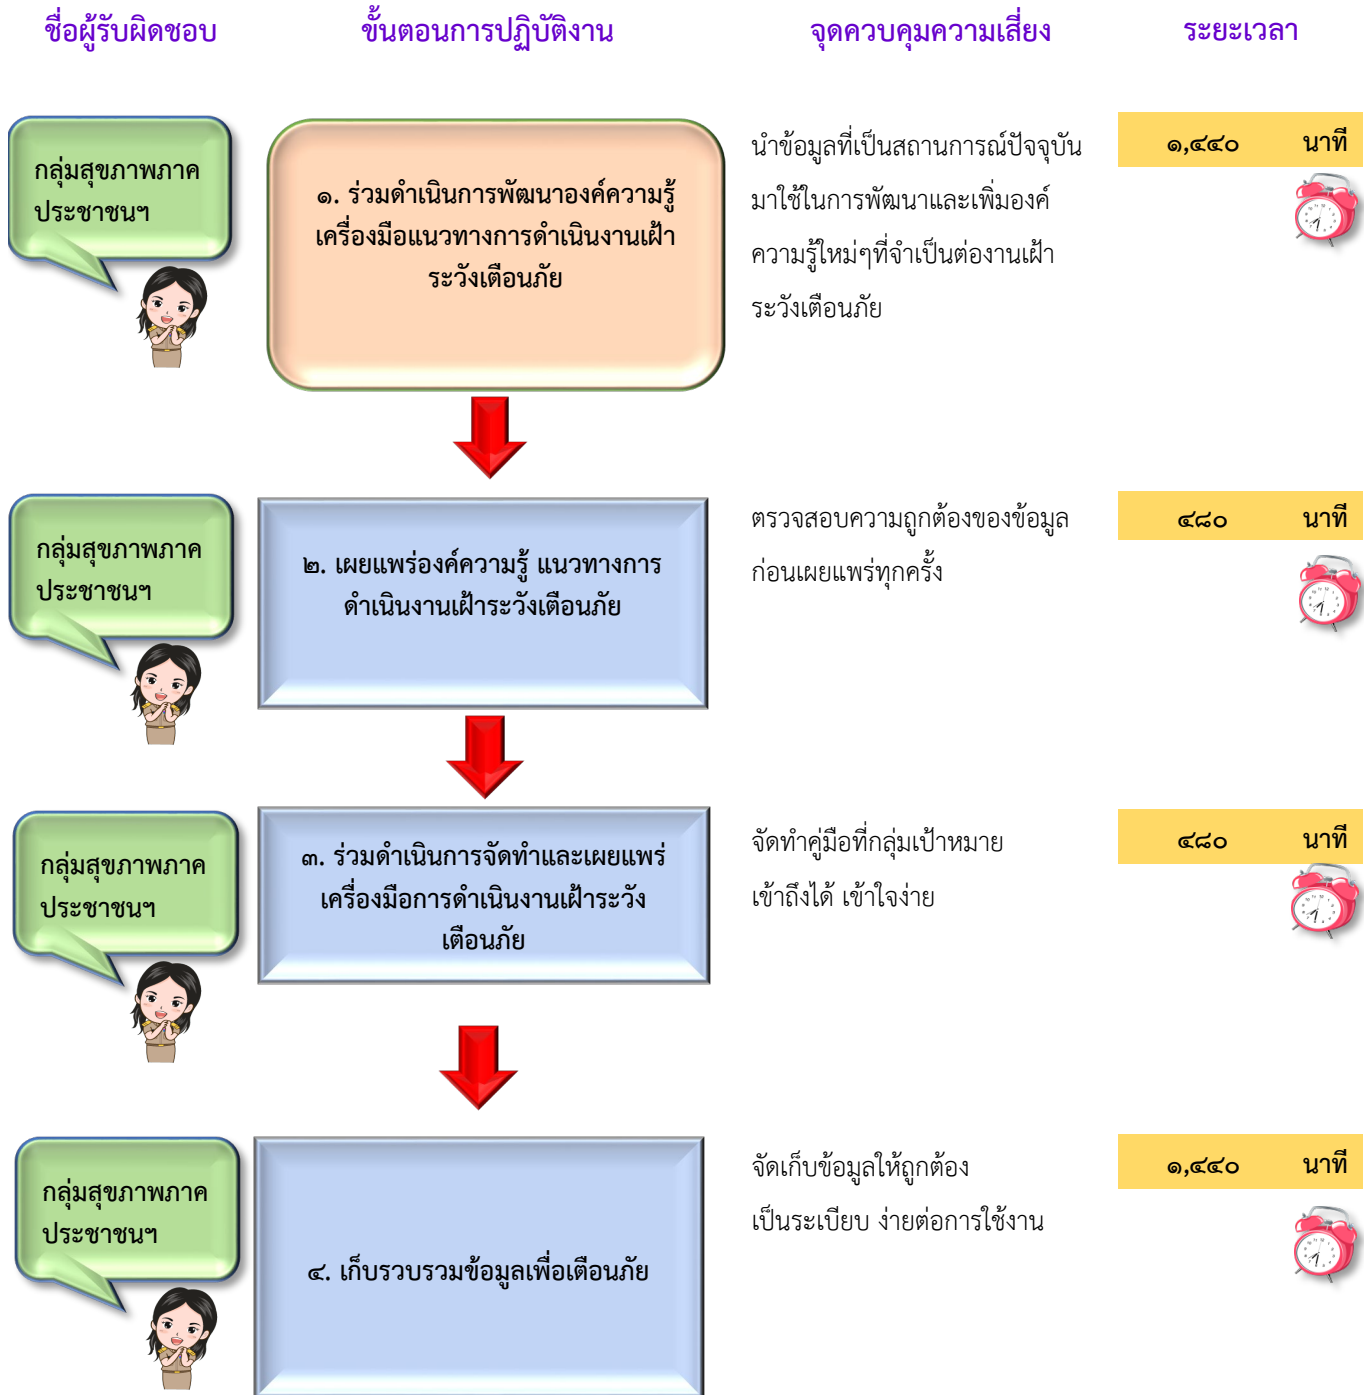 ชื่อผู้รับผิดชอบ
ขั้นตอนการปฏิบัติงาน
จุดควบคุมความเสี่ยง
ระยะเวลา
กลุ่มสุขภาพภาค
ประชาชนฯ
๑. ร่วมดำเนินการพัฒนาองค์ความรู้
เครื่องมือแนวทางการดำเนินงานเฝ้า
ระวังเตือนภัย
นำข้อมูลที่เป็นสถานการณ์ปัจจุบัน
มาใช้ในการพัฒนาและเพิ่มองค์
ความรู้ใหม่ๆที่จำเป็นต่องานเฝ้า
ระวังเตือนภัย
๑,๔๔๐ นาที
กลุ่มสุขภาพภาค
ประชาชนฯ
๒. เผยแพร่องค์ความรู้ แนวทางการ
ดำเนินงานเฝ้าระวังเตือนภัย
ตรวจสอบความถูกต้องของข้อมูล
ก่อนเผยแพร่ทุกครั้ง
๔๘๐ นาที
กลุ่มสุขภาพภาค
ประชาชนฯ
๓. ร่วมดำเนินการจัดทำและเผยแพร่
เครื่องมือการดำเนินงานเฝ้าระวัง
เตือนภัย
จัดทำคู่มือที่กลุ่มเป้าหมาย
เข้าถึงได้ เข้าใจง่าย
๔๘๐ นาที
กลุ่มสุขภาพภาค
ประชาชนฯ
๔. เก็บรวบรวมข้อมูลเพื่อเตือนภัย
จัดเก็บข้อมูลให้ถูกต้อง
เป็นระเบียบ ง่ายต่อการใช้งาน
๑,๔๔๐ นาที